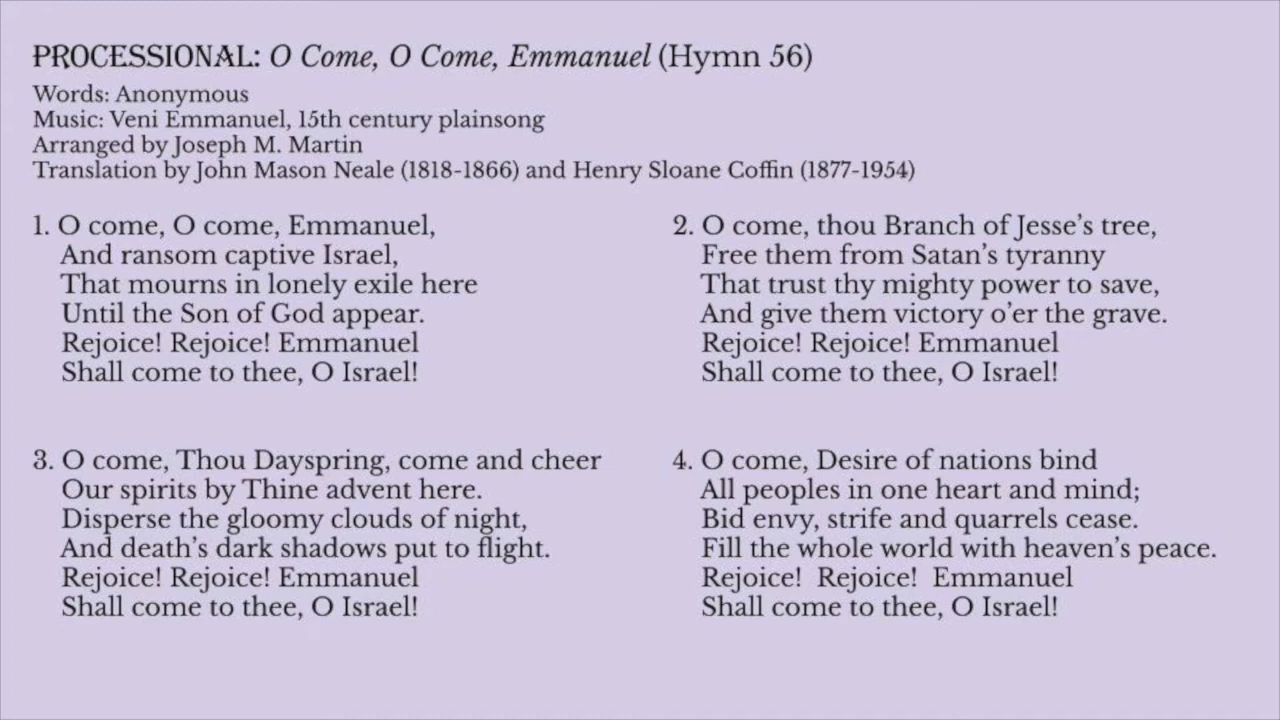 PROCESSIONAL: O Come, O Come, Emmanuel (Hymn 56)
Words: Anonymous
Music: Veni Emmanuel, 15th century plainsong
Arranged by Joseph M. Martin
Translation by John Mason Neale (1818-1866) and Henry Sloane Coffin (1877-1954)
1. O come, O come, Emmanuel,
And ransom captive Israel,
That mourns in lonely exile here
Until the Son of God appear.
Rejoice! Rejoice! Emmanuel
Shall come to thee, O Israel!
2. O come, thou Branch of Jesse's tree,
Free them from Satan's tyranny
That trust thy mighty power to save,
And give them victory o'er the grave.
Rejoice! Rejoice! Emmanuel
Shall come to thee, O Israel!
3. O come, Thou Dayspring, come and cheer
Our spirits by Thine advent here.
Disperse the gloomy clouds of night,
And death's dark shadows put to flight.
Rejoice! Rejoice! Emmanuel
Shall come to thee, O Israel!
4. O come, Desire of nations bind
All peoples in one heart and mind;
Bid envy, strife and quarrels cease.
Fill the whole world with heaven's peace.
Rejoice!  Rejoice!  Emmanuel
Shall come to thee, O Israel!